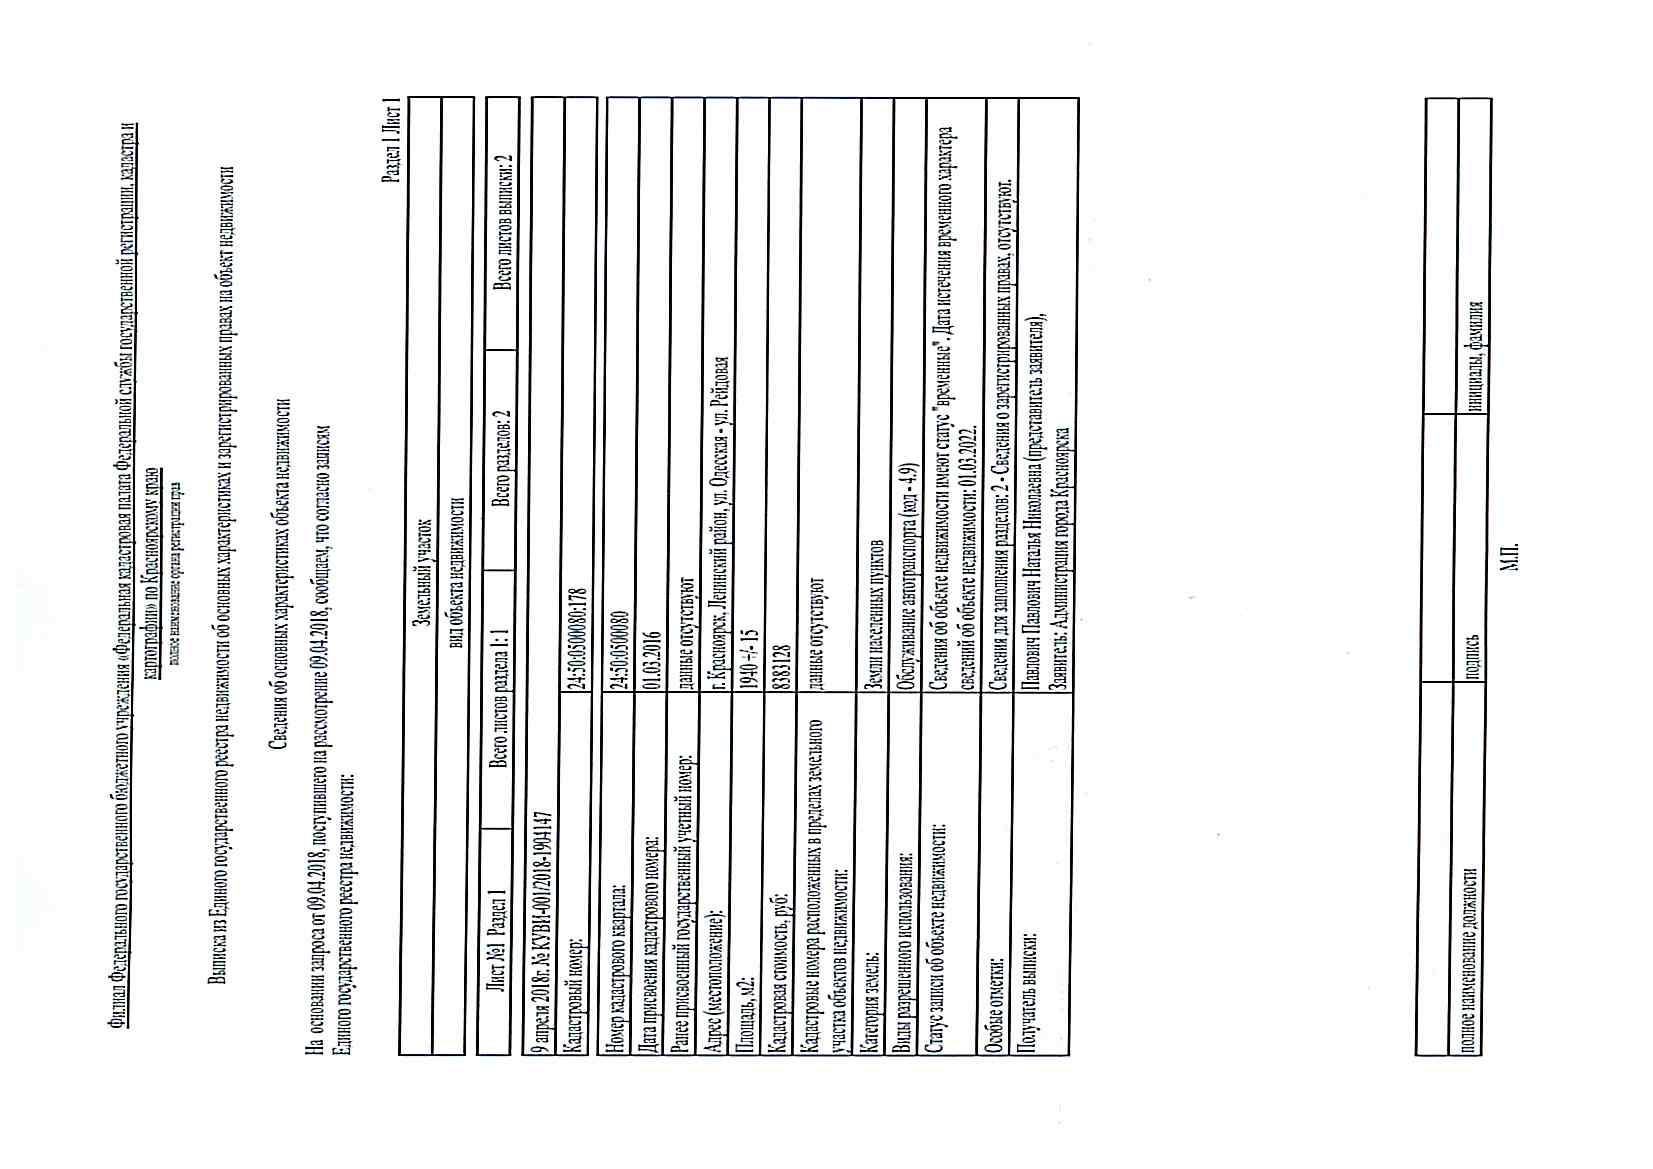 Филиал Федерального государственного бюджетного учреждения «Федеральная кадастровая палата Федеральной службы государственной регистрации, кадастра и
картографии» по Красноярскому краю
полное наименование органа регистрации прав
Выписка из Единого государственного реестра недвижимости об основных характеристиках и зарегистрированных правах на объект недвижимости
Сведения об основных характеристиках объекта недвижимости
На основании запроса от 09.04.2018, поступившего на рассмотрение 09.04.2018, сообщаем, что согласно записям
Единого государственного реестра недвижимости:
Раздел 1 Лист 1
Земельный участок
вид объекта недвижимости
Лист №1 Раздел 1 Всего листов раздела 1: 1 Всего разделов: 2 Всего листов выписки: 2
9 апреля 2018г. № КУВИ-001/2018-1904147
Кадастровый номер: 24:50:0500080:178
Номер кадастрового квартала: 24:50:0500080
Дата присвоения кадастрового номера: 01.03.2016
Ранее присвоенный государственный учетный номер: данные отсутствуют
Адрес (местоположение): г. Красноярск, Ленинский район, ул. Одесская - ул. Рейдовая
Площадь, м2: 1940 +/- 15
Кадастровая стоимость, руб: 8383128
Кадастровые номера расположенных в пределах земельного данные отсутствуют
участка объектов недвижимости:
Категория земель: Земли населенных пунктов
Виды разрешенного использования: Обслуживание автотранспорта (код - 4.9)
Статус записи об объекте недвижимости: Сведения об объекте недвижимости имеют статус "временные". Дата истечения временного характера
сведений об объекте недвижимости: 01.03.2022.
Особые отметки: Сведения для заполнения разделов: 2 - Сведения о зарегистрированных правах, отсутствуют.
Получатель выписки: Павлович Павлович Наталья Николаевна (представитель заявителя),
Заявитель: Администрация города Красноярска
полное наименование должности подпись инициалы, фамилия
М.П.